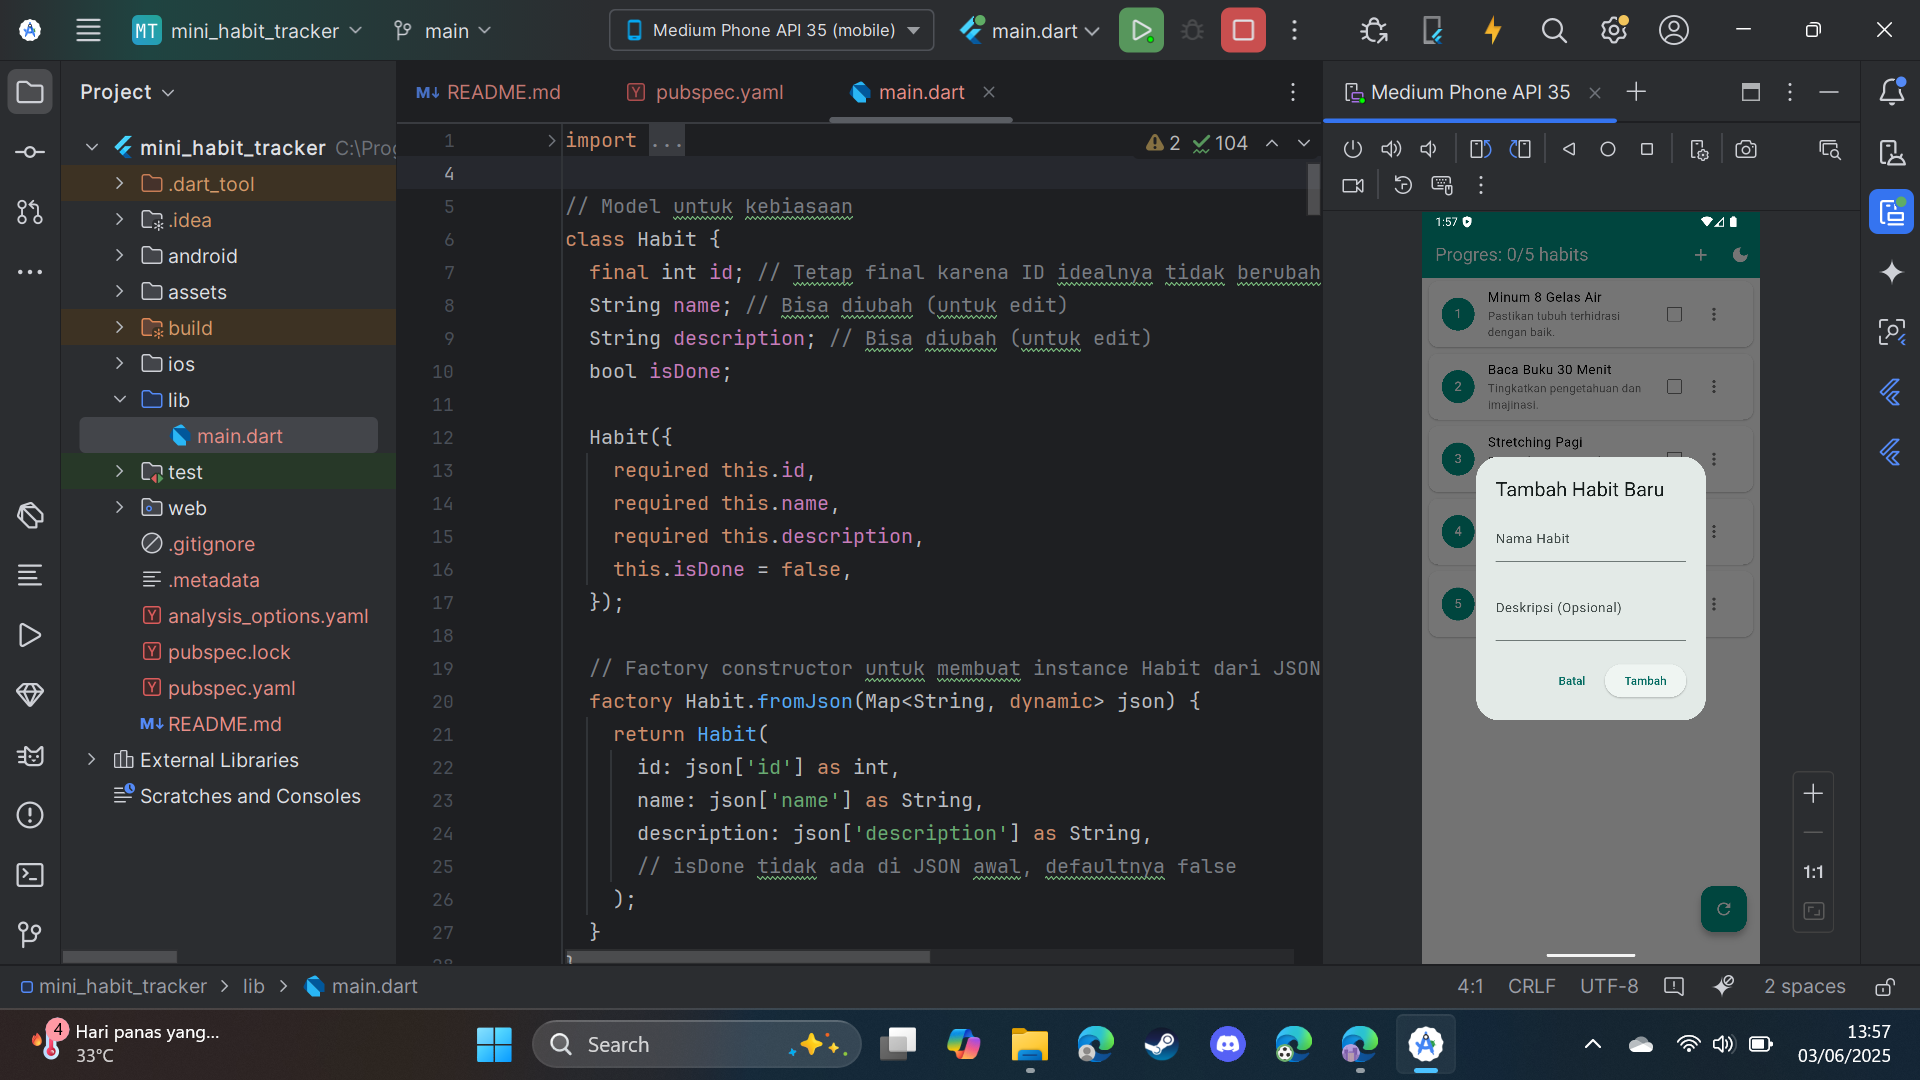 MT mini_habit_tracker
main
Medium Phone API 35 (mobile)
main.dart
Project
README.md
pubspec.yaml
main.dart
Medium Phone API 35
mini_habit_tracker C:\Pro
.dart_tool
.idea
android
assets
build
ios
lib
main.dart
test
web
.gitignore
.metadata
analysis_options.yaml
pubspec.lock
pubspec.yaml
README.md
External Libraries
Scratches and Consoles
2 104
1 import ...
4
5 // Model untuk kebiasaan
6 class Habit {
7 final int id; // Tetap final karena ID idealnya tidak berubah
8 String name; // Bisa diubah (untuk edit)
9 String description; // Bisa diubah (untuk edit)
10 bool isDone;
11
12 Habit({
13 required this.id,
14 required this.name,
15 required this.description,
16 this.isDone = false,
17 });
18
19 // Factory constructor untuk membuat instance Habit dari JSON
20 factory Habit.fromJson(Map<String, dynamic> json) {
21 return Habit(
22 id: json['id'] as int,
23 name: json['name'] as String,
24 description: json['description'] as String,
25 // isDone tidak ada di JSON awal, defaultnya false
26 );
27 }
1:57
Progres: 0/5 habits
1 Minum 8 Gelas Air
Pastikan tubuh terhidrasi
dengan baik.
2 Baca Buku 30 Menit
Tingkatkan pengetahuan dan
imajinasi.
3 Stretching Pagi
4
5
Tambah Habit Baru
Nama Habit
Deskripsi (Opsional)
Batal Tambah
1:1
mini_habit_tracker > lib > main.dart
4:1 CRLF UTF-8 2 spaces
4 Hari panas yang...
33°C
Search
13:57
03/06/2025